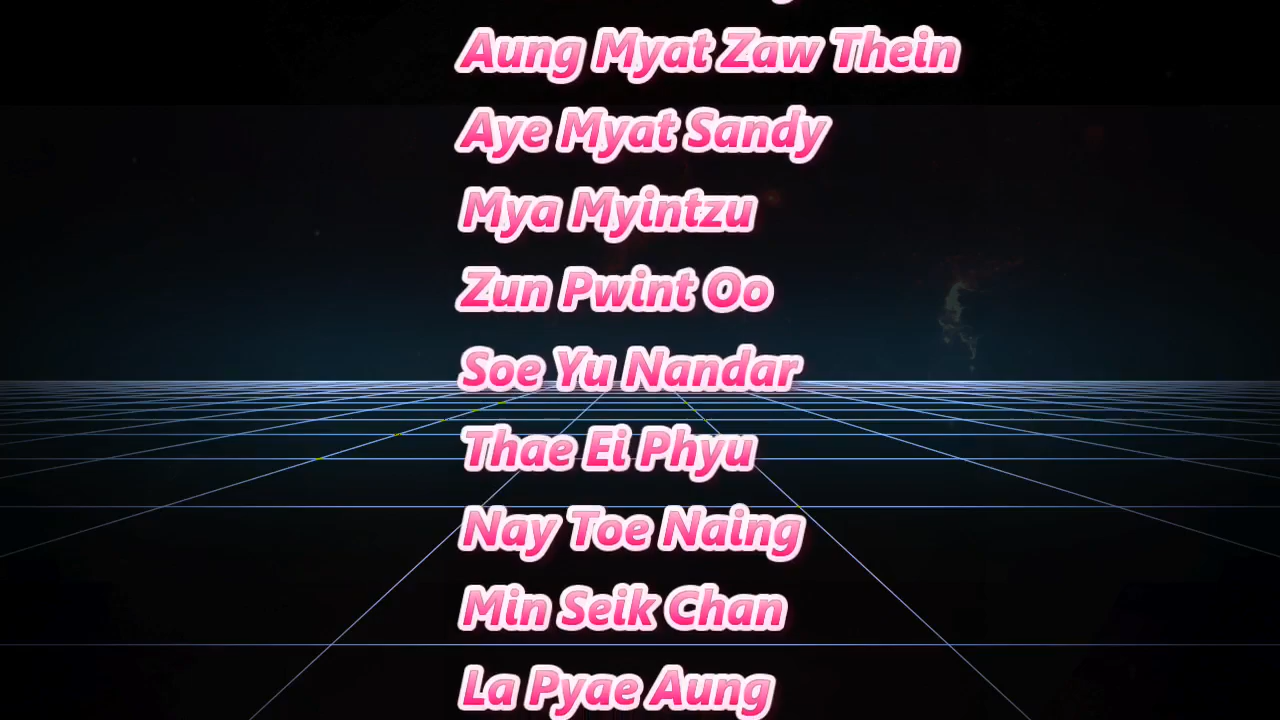 Aung Myat Zaw Thein
Aye Myat Sandy
Mya Myintzu
Zun Pwint Oo
Soe Yu Nandar
Thae Ei Phyu
Nay Toe Naing
Min Seik Chan
La Pyae Aung